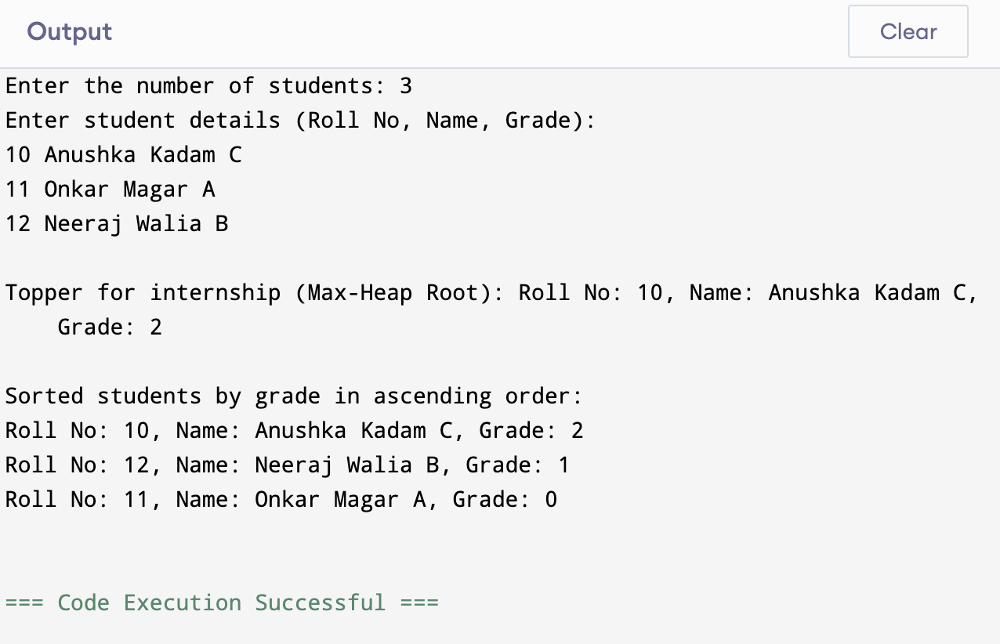 Output
Clear
Enter the number of students: 3
Enter student details (Roll No, Name, Grade):
10 Anushka Kadam C
11 Onkar Magar A
12 Neeraj Walia B
Topper for internship (Max-Heap Root): Roll No: 10, Name: Anushka Kadam C,
Grade: 2
Sorted students by grade in ascending order:
Roll No: 10, Name: Anushka Kadam C, Grade: 2
Roll No: 12, Name: Neeraj Walia B, Grade: 1
Roll No: 11, Name: Onkar Magar A, Grade: 0
=== Code Execution Successful ===